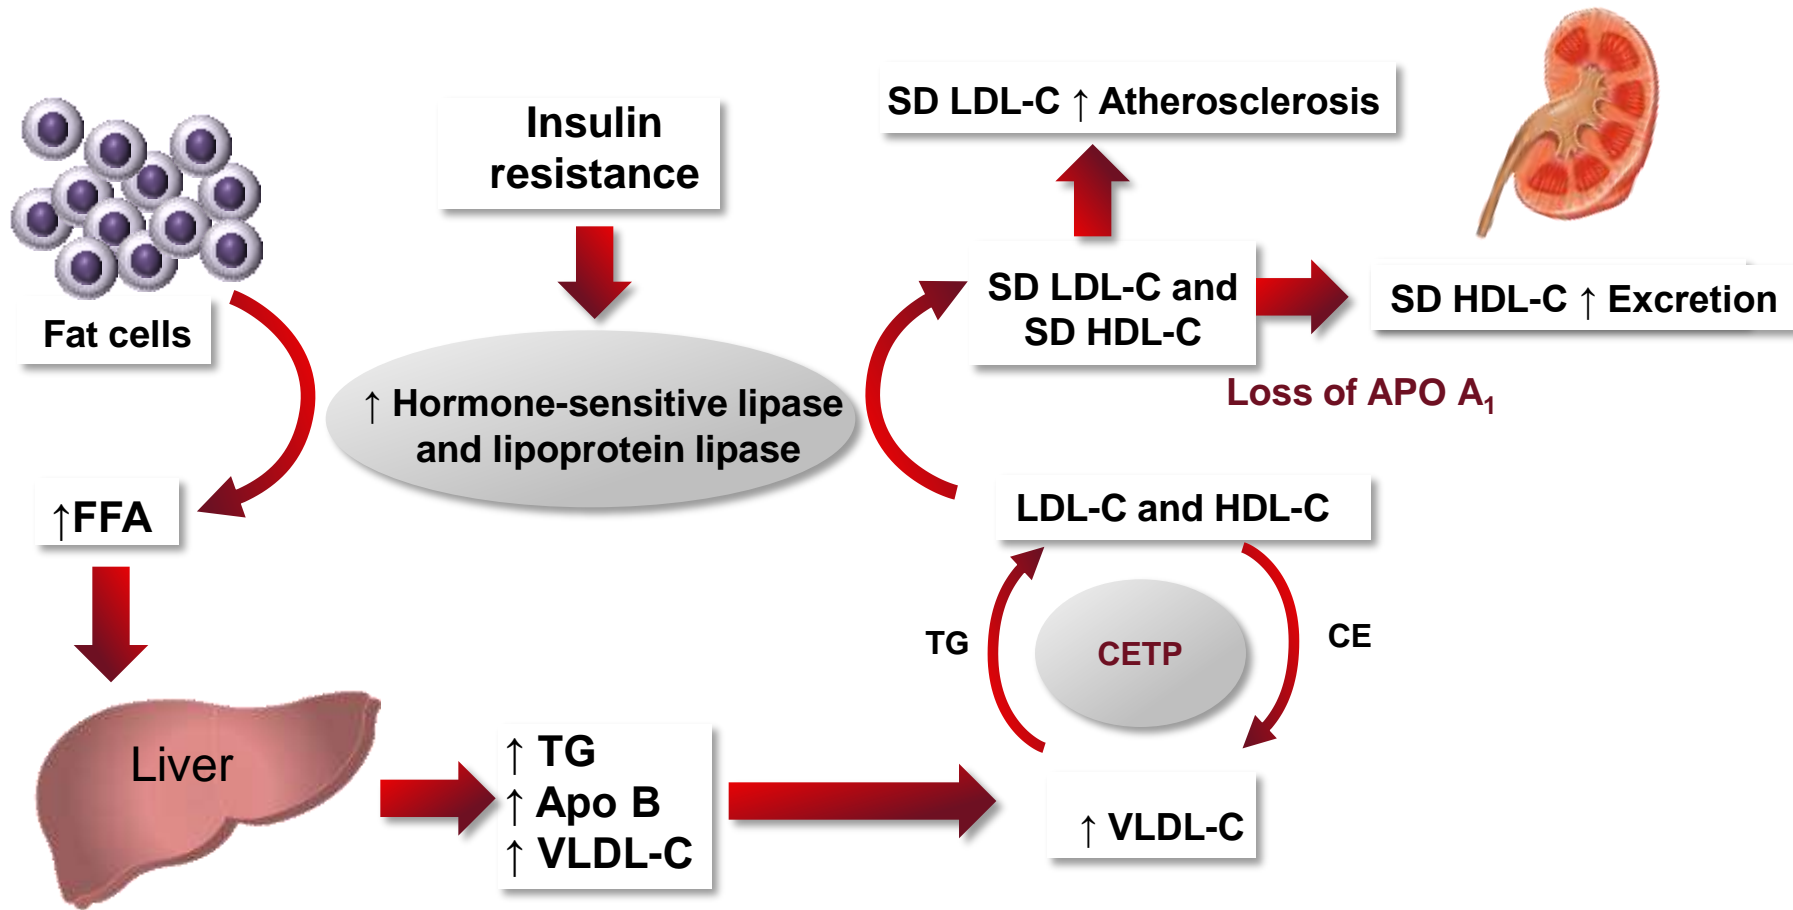 Insulin
resistance
SD LDL-C ↑ Atherosclerosis
Fat cells
SD LDL-C and
SD HDL-C
SD HDL-C ↑ Excretion
Loss of APO A₁
↑ Hormone-sensitive lipase
and lipoprotein lipase
↑FFA
LDL-C and HDL-C
TG
CETP
CE
Liver
↑ TG
↑ Apo B
↑ VLDL-C
↑ VLDL-C